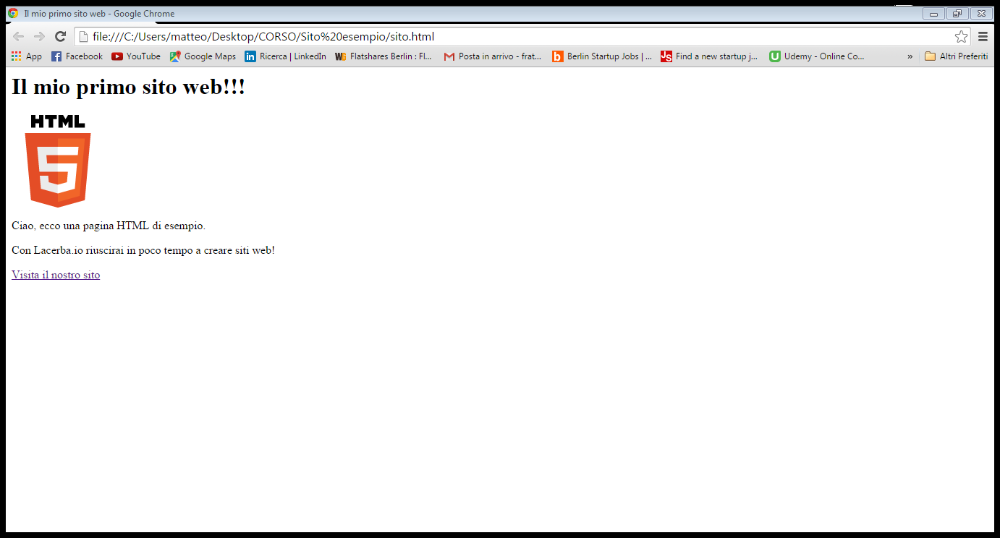 Il mio primo sito web - Google Chrome
file:///C:/Users/matteo/Desktop/CORSO/Sito%20esempio/sito.html
App Facebook YouTube Google Maps Ricerca | LinkedIn Flatshares Berlin : Fl... Posta in arrivo - frat... Berlin Startup Jobs | ... Find a new startup j... Udemy - Online Co... » Altri Preferiti
Il mio primo sito web!!!
HTML
5
Ciao, ecco una pagina HTML di esempio.
Con Lacerba.io riuscirai in poco tempo a creare siti web!
Visita il nostro sito